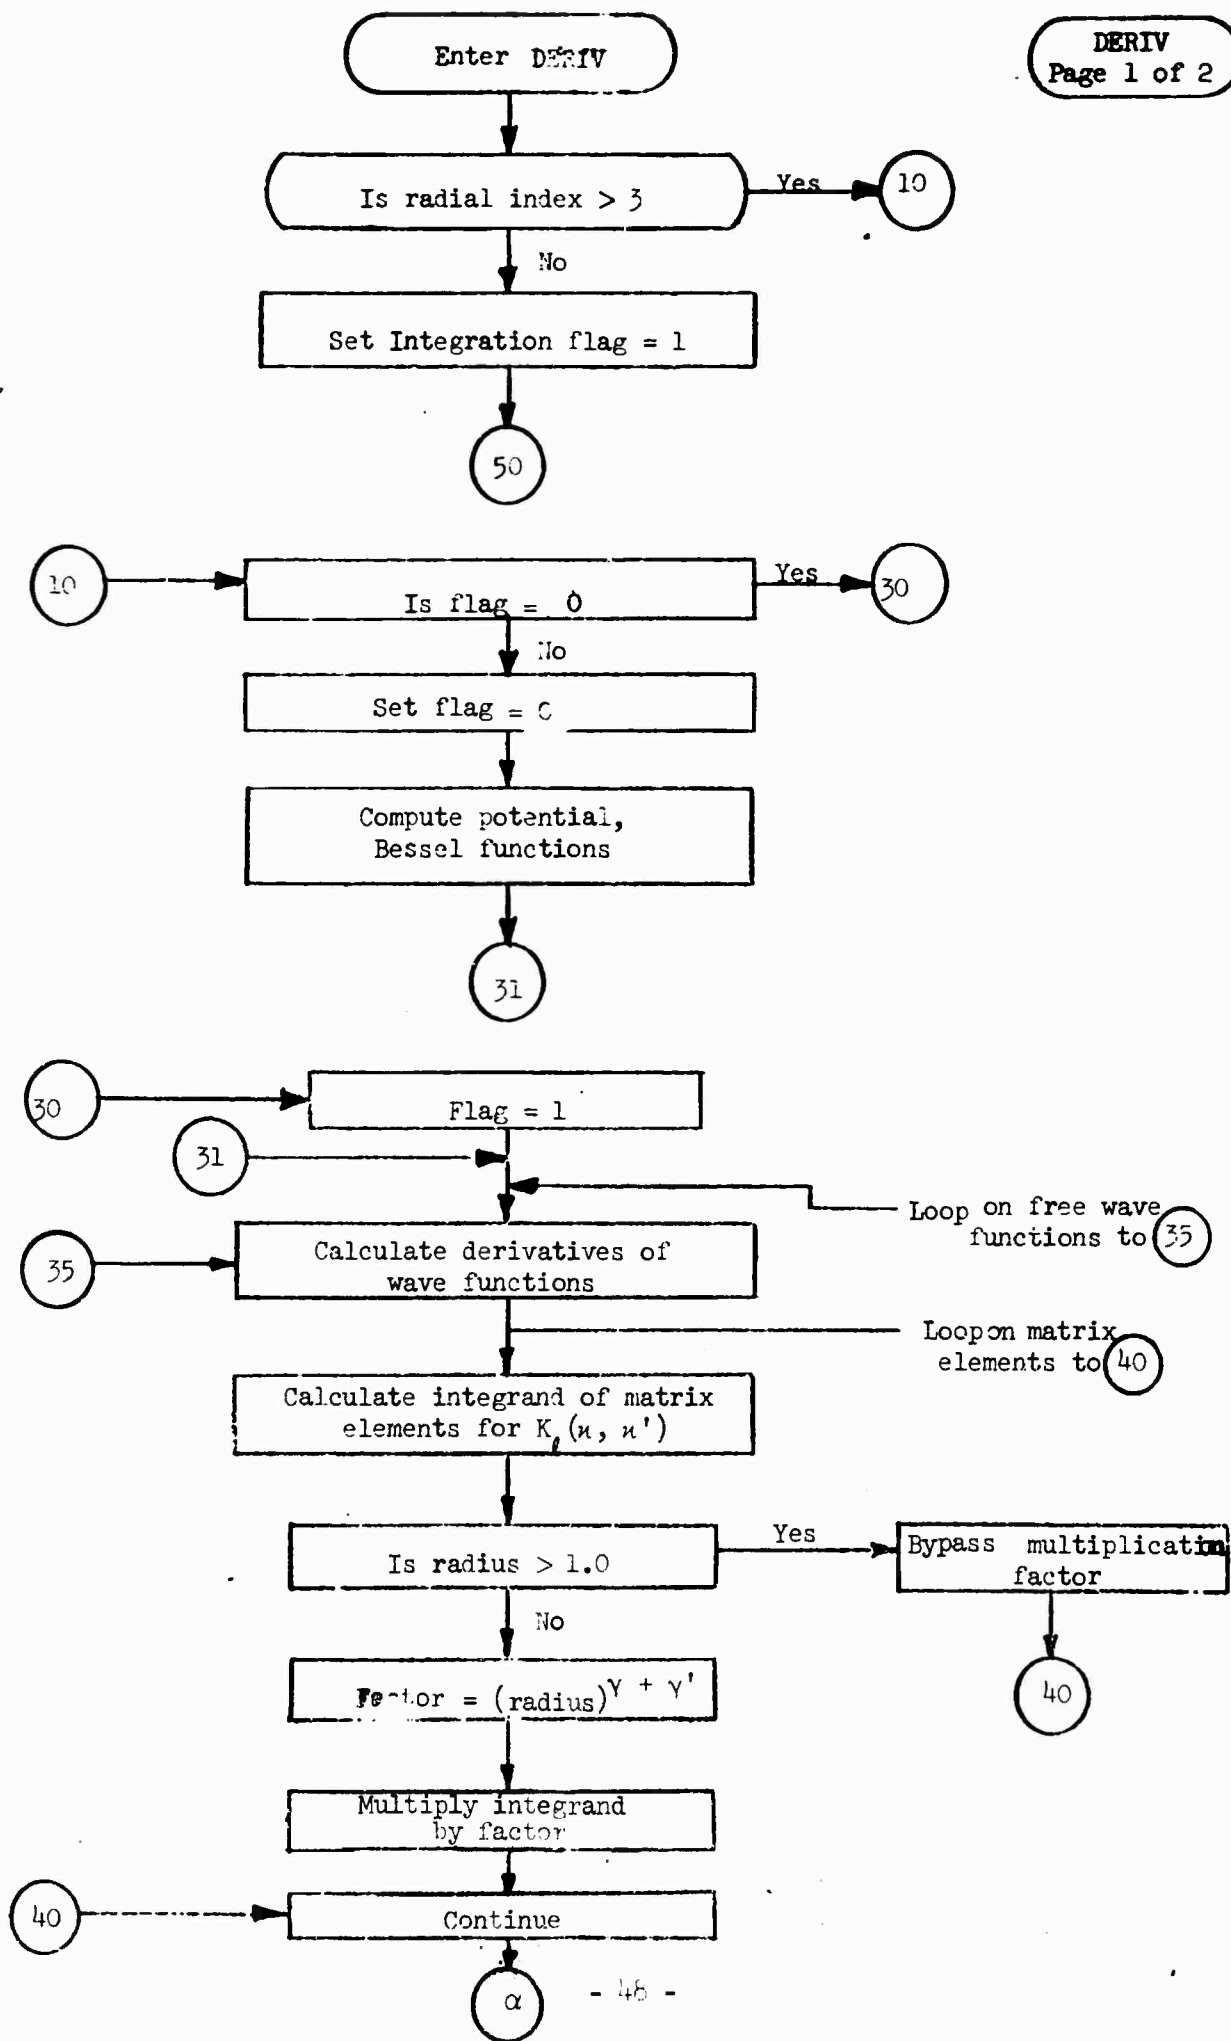 Enter DERIV
DERIV
Page 1 of 2
Is radial index > 3
Yes
10
No
Set Integration flag = 1
50
10
Is flag = 0
Yes
30
No
Set flag = 0
Compute potential,
Bessel functions
31
30
Flag = 1
31
Loop on free wave
functions to 35
35
Calculate derivatives of
wave functions
Loop on matrix
elements to 40
Calculate integrand of matrix
elements for Kℓ(κ, κ')
Is radius > 1.0
Yes
Bypass multiplication
factor
No
40
Factor = (radius)^γ + γ'
Multiply integrand
by factor
40
Continue
α
- 48 -